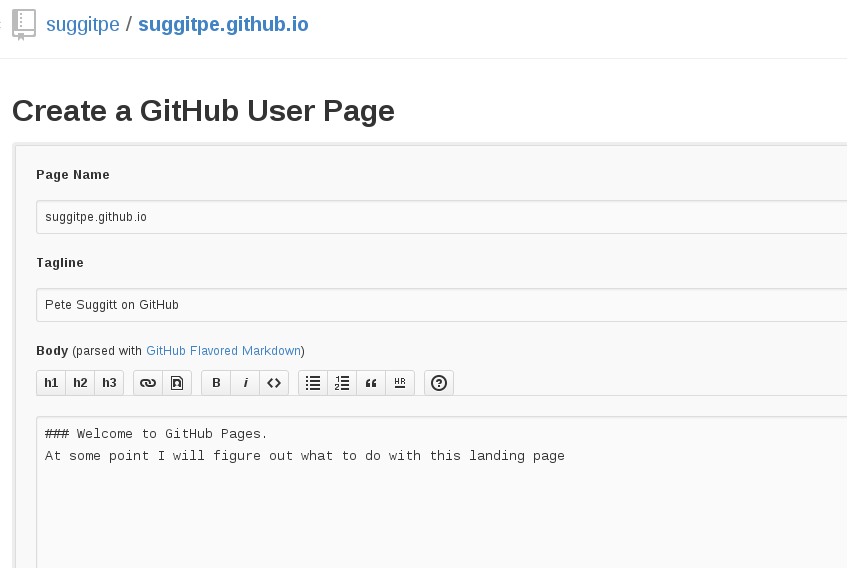 suggitpe / suggitpe.github.io
Create a GitHub User Page
Page Name
suggitpe.github.io
Tagline
Pete Suggitt on GitHub
Body (parsed with GitHub Flavored Markdown)
h1 h2 h3 B i <> 1 2 “ HR ?
### Welcome to GitHub Pages.
At some point I will figure out what to do with this landing page